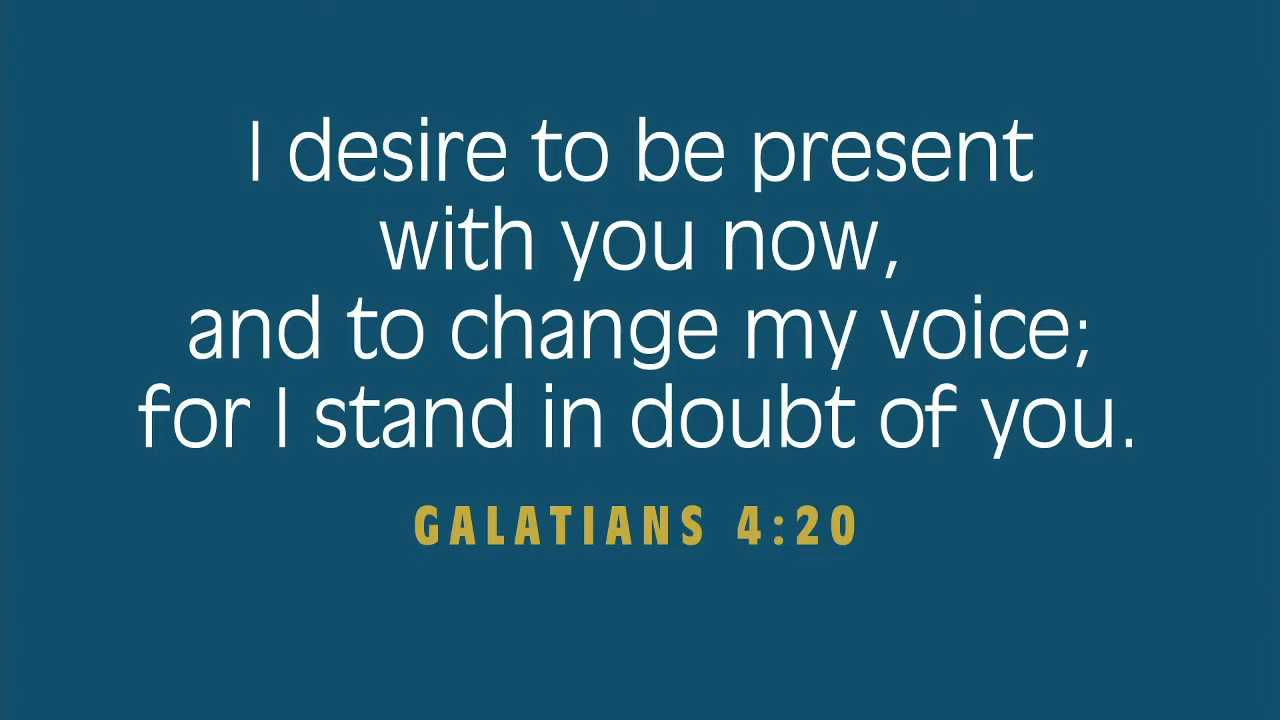 I desire to be present
with you now,
and to change my voice;
for I stand in doubt of you.
GALATIANS 4:20